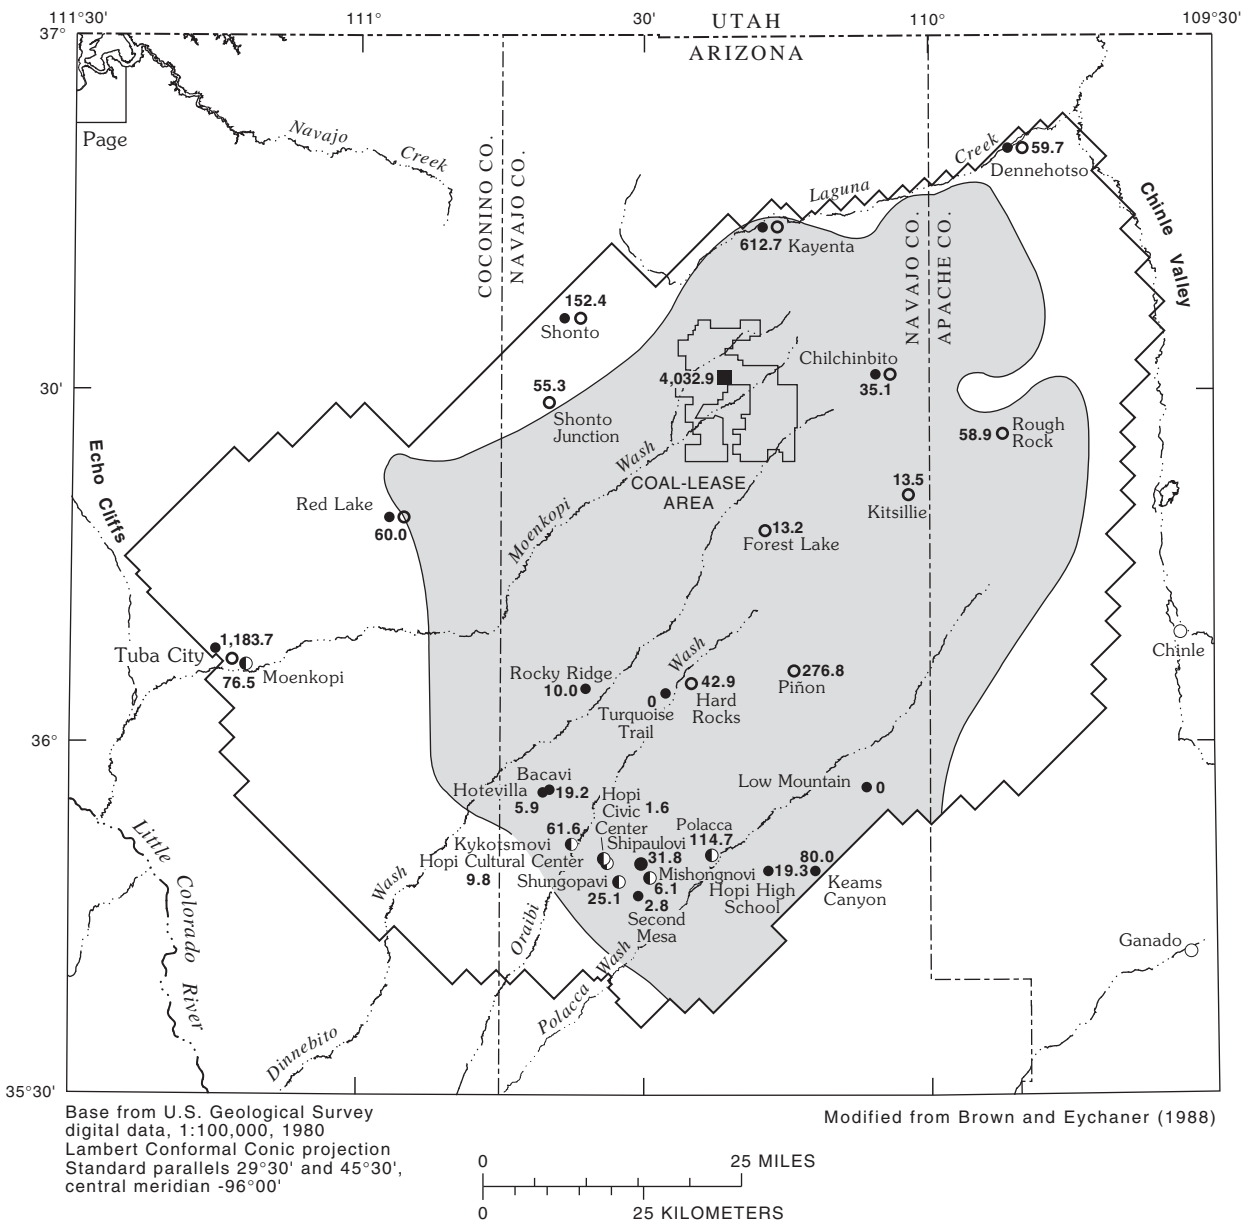 111°30'
111°
30'
UTAH
110°
109°30'
37°
ARIZONA
Page
Navajo
Creek
COCONINO CO.
NAVAJO CO.
Creek
59.7
Dennehotso
Laguna
Chinle Valley
612.7
Kayenta
NAVAJO CO.
APACHE CO.
152.4
Shonto
Chilchinbito
30'
4,032.9
35.1
55.3
Shonto
Junction
Rough
Rock
58.9
Echo Cliffs
Wash
COAL-LEASE
AREA
13.5
Kitsillie
Red Lake
60.0
Moenkopi
13.2
Forest Lake
1,183.7
Tuba City
76.5
Moenkopi
Chinle
Wash
Rocky Ridge
10.0
42.9
Hard
Rocks
276.8
Piñon
0
Turquoise
Trail
36°
Bacavi
Hotevilla
19.2
5.9
Low Mountain
0
Hopi
Civic
Center
1.6
Polacca
114.7
61.6
Kykotsmovi
Shipaulovi
31.8
80.0
Hopi Cultural Center
9.8
Shungopavi
25.1
Mishongnovi
6.1
19.3
Hopi High
School
Keams
Canyon
2.8
Second
Mesa
Little
Colorado
River
Wash
Oraibi
Wash
Polacca
Dinnebito
Ganado
35°30'
Base from U.S. Geological Survey
digital data, 1:100,000, 1980
Lambert Conformal Conic projection
Standard parallels 29°30' and 45°30',
central meridian -96°00'
Modified from Brown and Eychaner (1988)
0
25 MILES
0
25 KILOMETERS